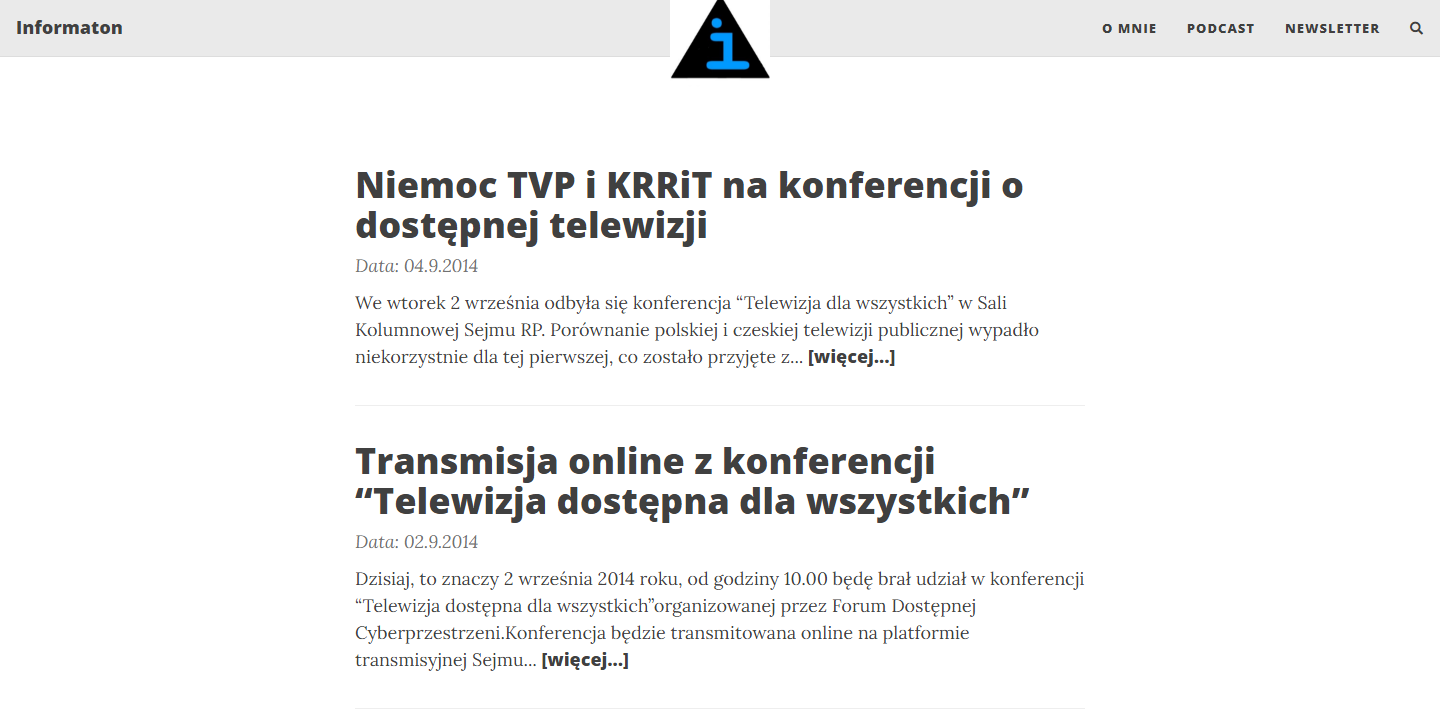 Informaton
i
O MNIE
PODCAST
NEWSLETTER
Niemoc TVP i KRRiT na konferencji o
dostępnej telewizji
Data: 04.9.2014
We wtorek 2 września odbyła się konferencja “Telewizja dla wszystkich” w Sali
Kolumnowej Sejmu RP. Porównanie polskiej i czeskiej telewizji publicznej wypadło
niekorzystnie dla tej pierwszej, co zostało przyjęte z... [więcej...]
Transmisja online z konferencji
“Telewizja dostępna dla wszystkich”
Data: 02.9.2014
Dzisiaj, to znaczy 2 września 2014 roku, od godziny 10.00 będę brał udział w konferencji
“Telewizja dostępna dla wszystkich”organizowanej przez Forum Dostępnej
Cyberprzestrzeni.Konferencja będzie transmitowana online na platformie
transmisyjnej Sejmu... [więcej...]